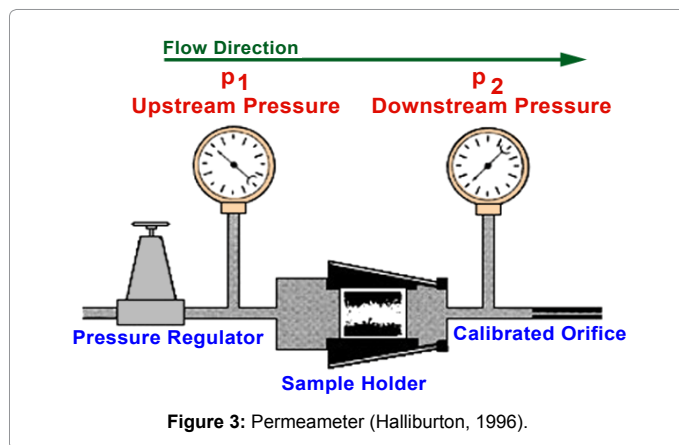 Flow Direction
p1
Upstream Pressure
p2
Downstream Pressure
Pressure Regulator
Calibrated Orifice
Sample Holder
Figure 3: Permeameter (Halliburton, 1996).